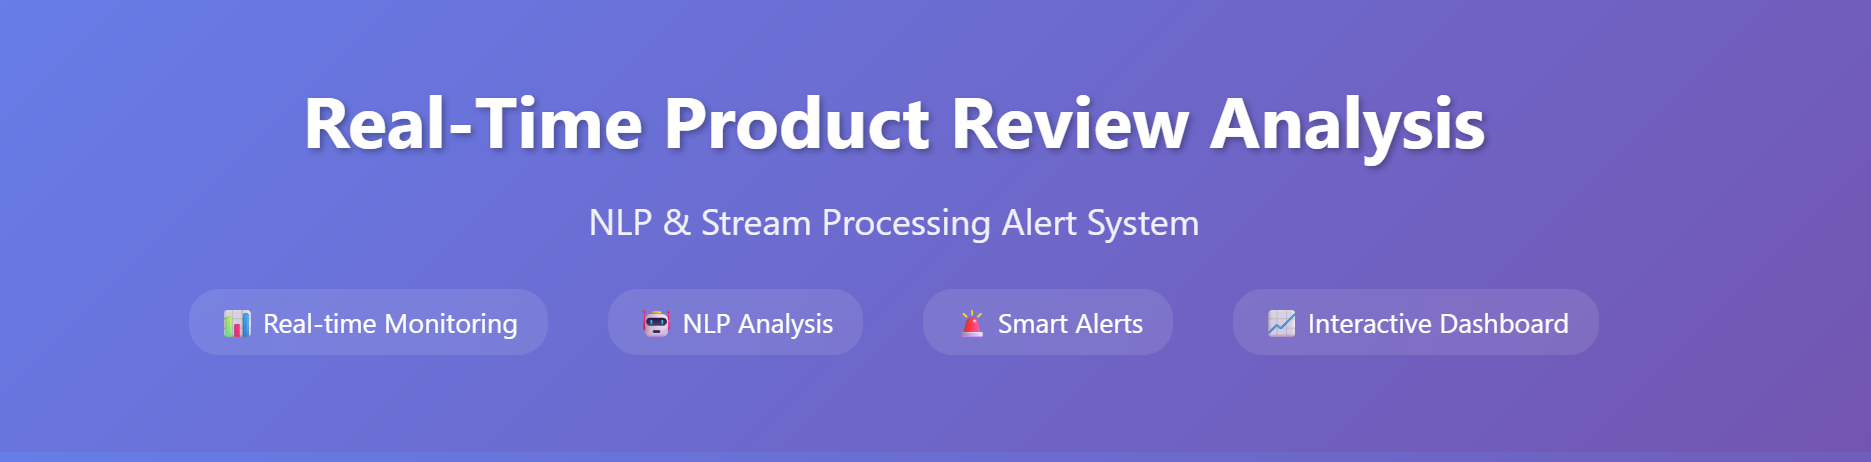 Real-Time Product Review Analysis
NLP & Stream Processing Alert System
Real-time Monitoring
NLP Analysis
Smart Alerts
Interactive Dashboard